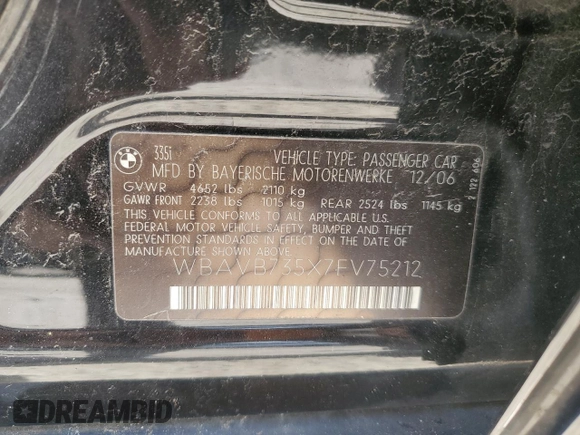 BMW
335i
VEHICLE TYPE: PASSENGER CAR
MFD BY BAYERISCHE MOTORENWERKE 12/06
GVWR 4652 lbs 2110 kg
GAWR FRONT 2238 lbs 1015 kg REAR 2524 lbs 1145 kg
THIS VEHICLE CONFORMS TO ALL APPLICABLE U.S.
FEDERAL MOTOR VEHICLE SAFETY, BUMPER, AND THEFT
PREVENTION STANDARDS IN EFFECT ON THE DATE OF
MANUFACTURE SHOWN ABOVE.
WBAVB735X7FV75212
DREAMBID